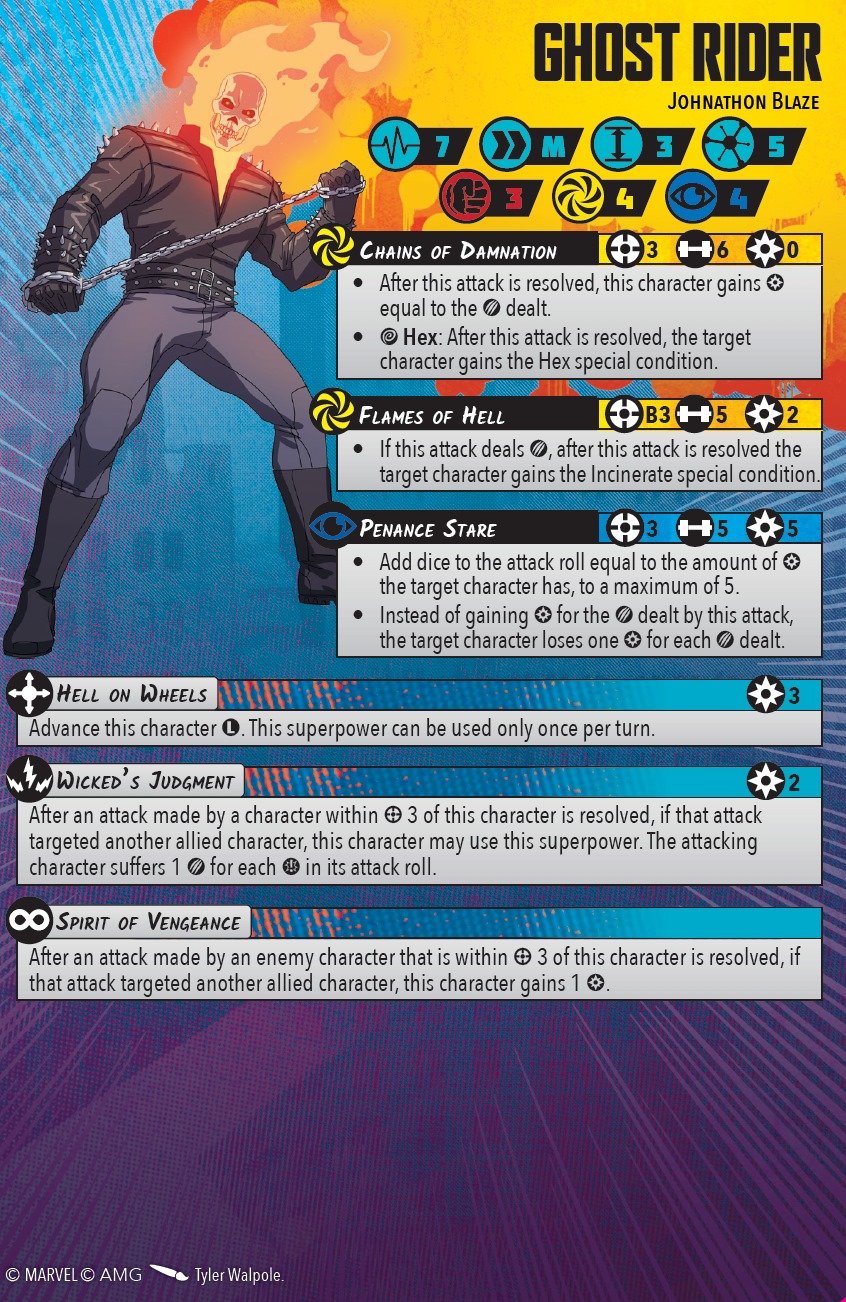 GHOST RIDER
JOHNATHON BLAZE
7 M 3 5
3 4 4
CHAINS OF DAMNATION 3 6 0
• After this attack is resolved, this character gains
equal to the dealt.
• Hex: After this attack is resolved, the target
character gains the Hex special condition.
FLAMES OF HELL B3 5 2
• If this attack deals , after this attack is resolved the
target character gains the Incinerate special condition.
PENANCE STARE 3 5 5
• Add dice to the attack roll equal to the amount of
the target character has, to a maximum of 5.
• Instead of gaining for the dealt by this attack,
the target character loses one for each dealt.
HELL ON WHEELS 3
Advance this character L. This superpower can be used only once per turn.
WICKED'S JUDGMENT 2
After an attack made by a character within 3 of this character is resolved, if that attack
targeted another allied character, this character may use this superpower. The attacking
character suffers 1 for each in its attack roll.
SPIRIT OF VENGEANCE
After an attack made by an enemy character that is within 3 of this character is resolved, if
that attack targeted another allied character, this character gains 1 .
© MARVEL © AMG Tyler Walpole.